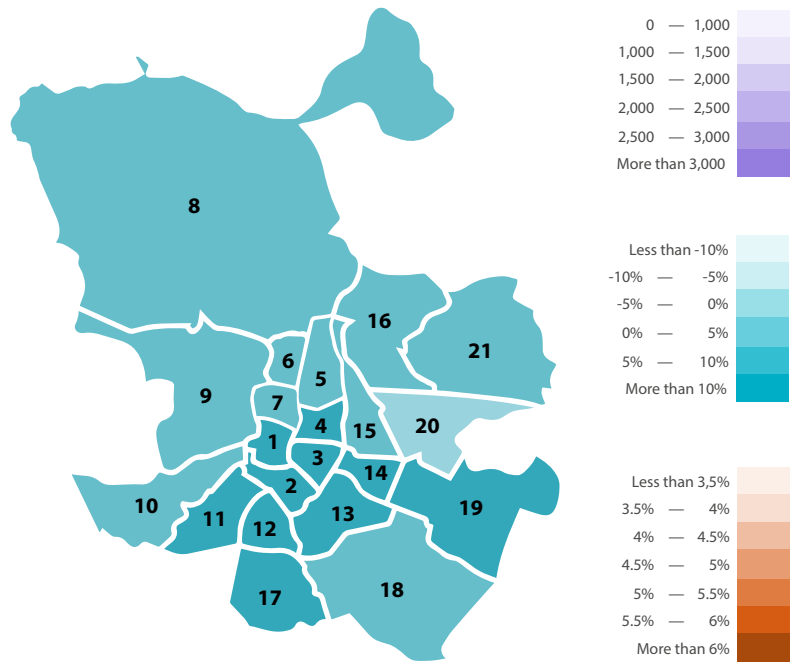 0 — 1,000
1,000 — 1,500
1,500 — 2,000
2,000 — 2,500
2,500 — 3,000
More than 3,000
8
Less than -10%
-10% — -5%
-5% — 0%
0% — 5%
5% — 10%
More than 10%
16
21
6
5
9
7
4
20
15
1
3
14
2
10
11
12
13
19
Less than 3,5%
3.5% — 4%
4% — 4.5%
4.5% — 5%
5% — 5.5%
5.5% — 6%
More than 6%
17
18